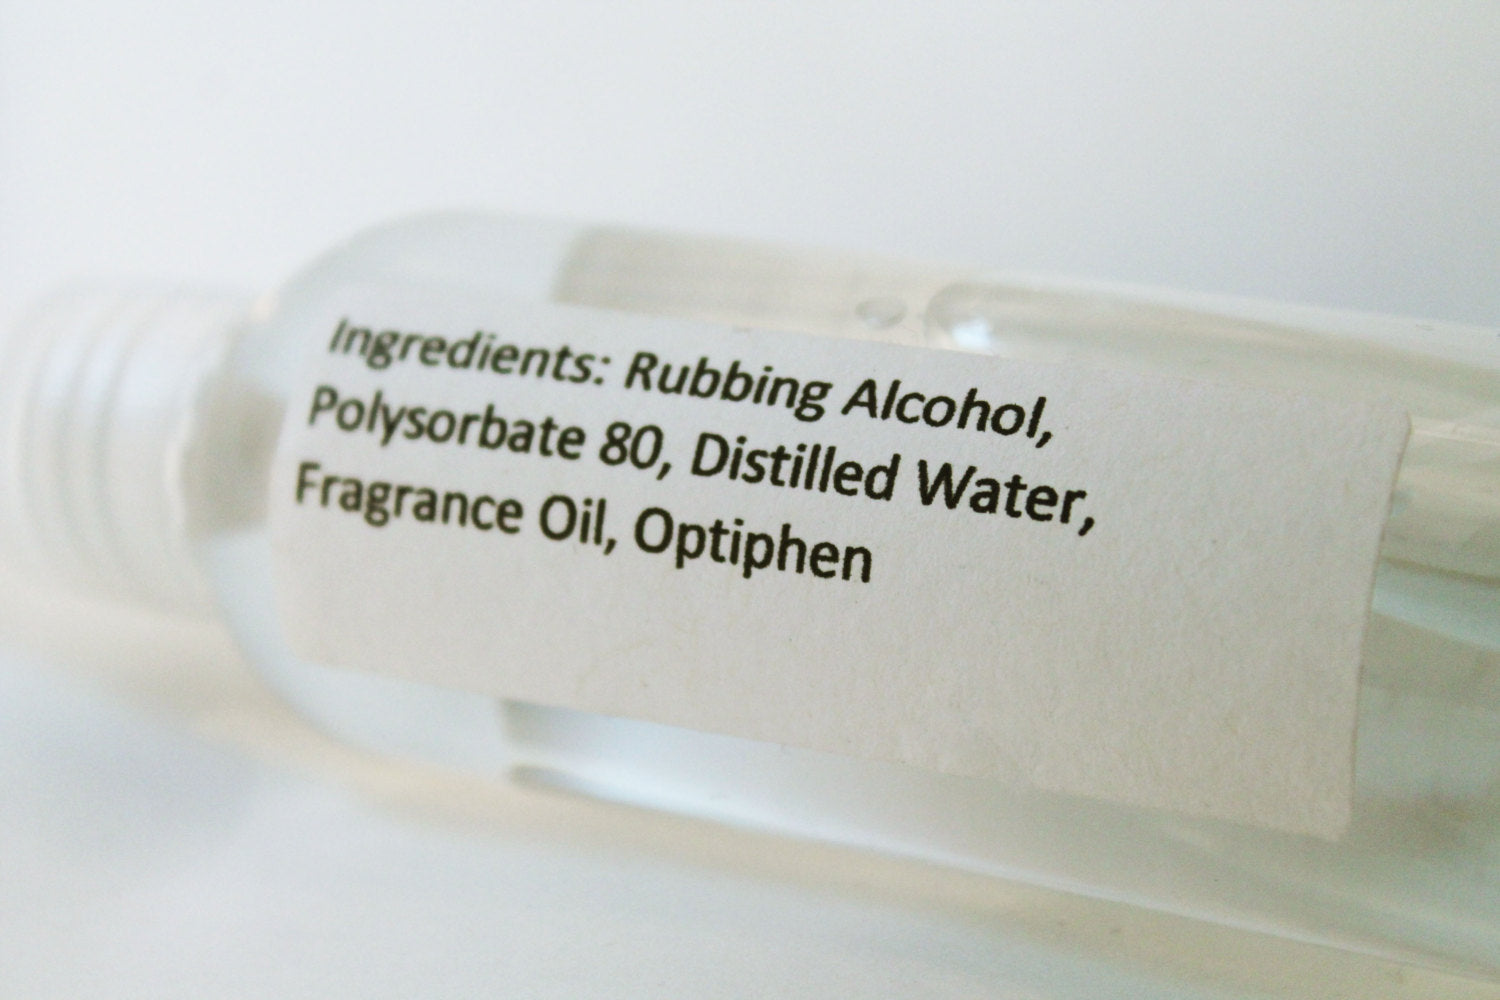 Ingredients: Rubbing Alcohol,
Polysorbate 80, Distilled Water,
Fragrance Oil, Optiphen